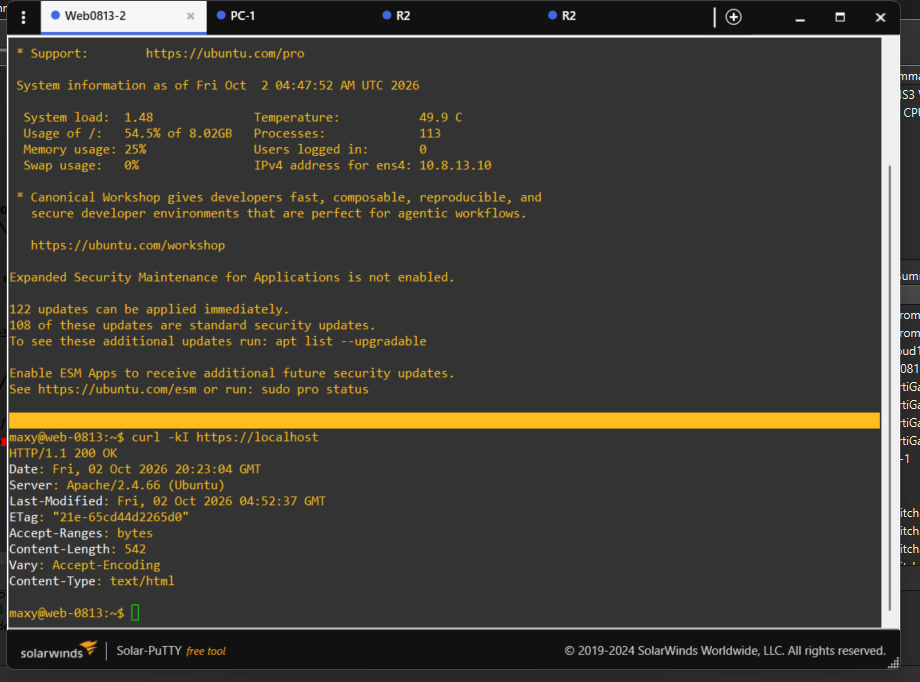 Web0813-2 PC-1 R2 R2
* Support: https://ubuntu.com/pro
System information as of Fri Oct 2 04:47:52 AM UTC 2026
System load: 1.48 Temperature: 49.9 C
Usage of /: 54.5% of 8.02GB Processes: 113
Memory usage: 25% Users logged in: 0
Swap usage: 0% IPv4 address for ens4: 10.8.13.10
* Canonical Workshop gives developers fast, composable, reproducible, and
secure developer environments that are perfect for agentic workflows.
https://ubuntu.com/workshop
Expanded Security Maintenance for Applications is not enabled.
122 updates can be applied immediately.
108 of these updates are standard security updates.
To see these additional updates run: apt list --upgradable
Enable ESM Apps to receive additional future security updates.
See https://ubuntu.com/esm or run: sudo pro status
maxy@web-0813:~$ curl -kI https://localhost
HTTP/1.1 200 OK
Date: Fri, 02 Oct 2026 20:23:04 GMT
Server: Apache/2.4.66 (Ubuntu)
Last-Modified: Fri, 02 Oct 2026 04:52:37 GMT
ETag: "21e-65cd44d2265d0"
Accept-Ranges: bytes
Content-Length: 542
Vary: Accept-Encoding
Content-Type: text/html
maxy@web-0813:~$
solarwinds Solar-PuTTY free tool © 2019-2024 SolarWinds Worldwide, LLC. All rights reserved.